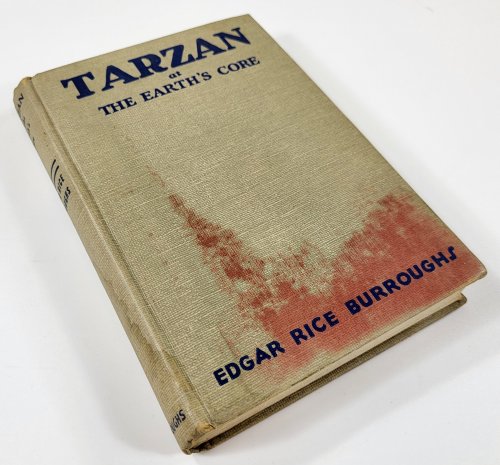 TARZAN
at
THE EARTH'S CORE
EDGAR RICE BURROUGHS